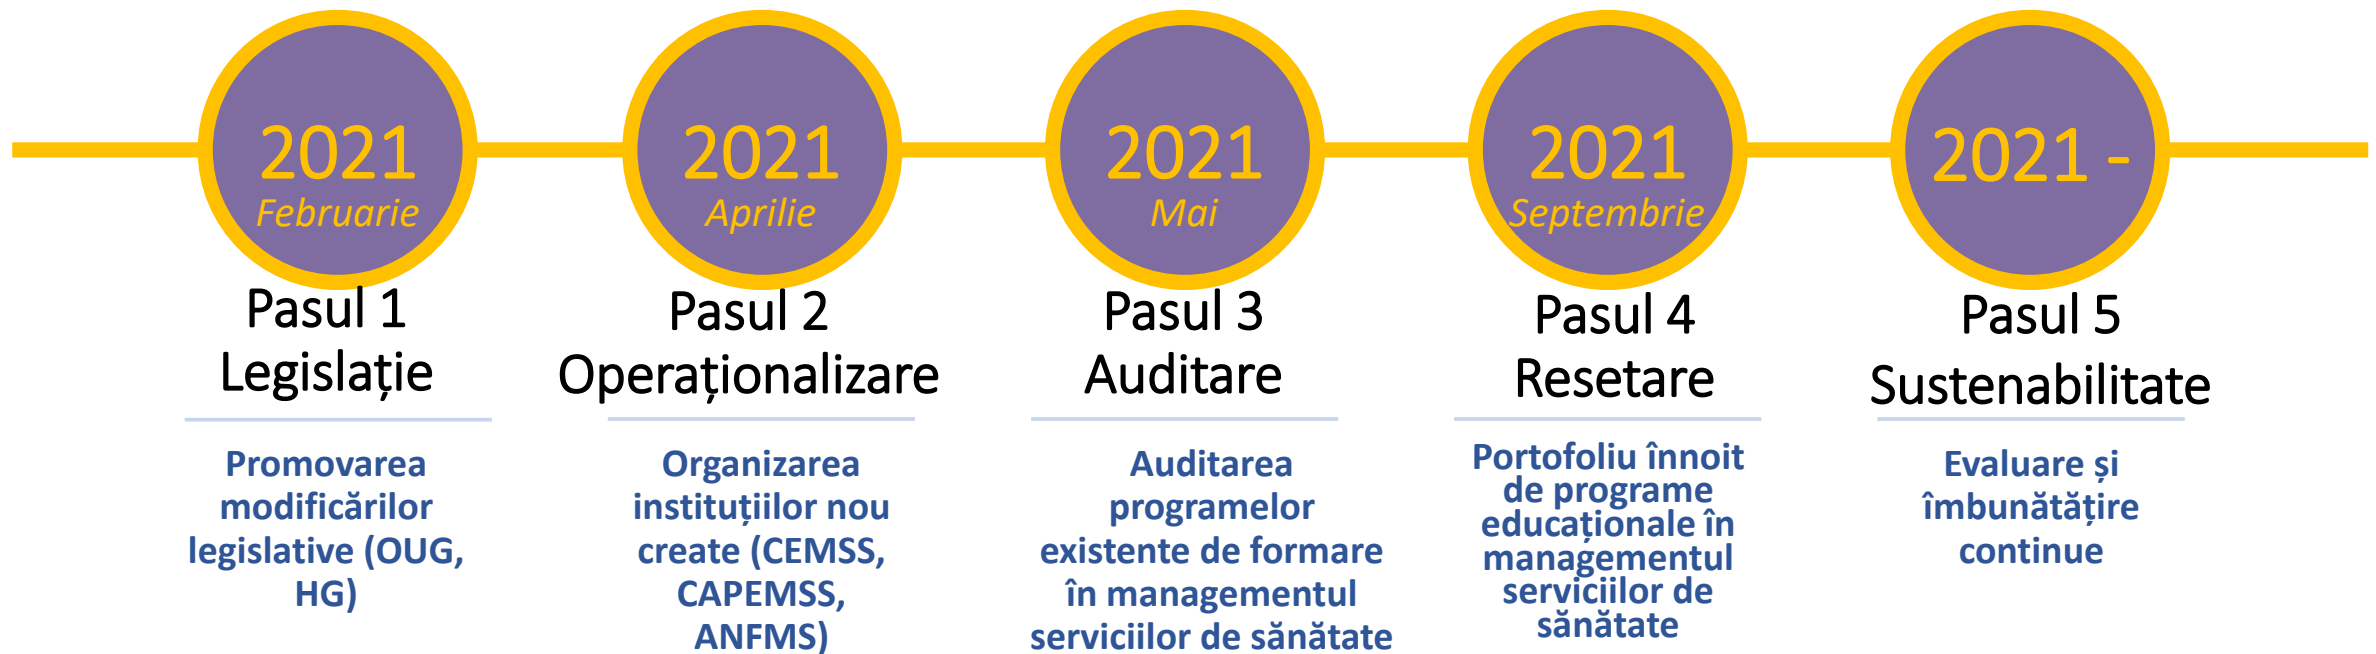 2021
Februarie
Pasul 1
Legislație
Promovarea
modificărilor
legislative (OUG,
HG)
2021
Aprilie
Pasul 2
Operaționalizare
Organizarea
instituțiilor nou
create (CEMSS,
CAPEMSS,
ANFMS)
2021
Mai
Pasul 3
Auditare
Auditarea
programelor
existente de formare
în managementul
serviciilor de sănătate
2021
Septembrie
Pasul 4
Resetare
Portofoliu înnoit
de programe
educaționale în
managementul
serviciilor de
sănătate
2021 -
Pasul 5
Sustenabilitate
Evaluare și
îmbunătățire
continue